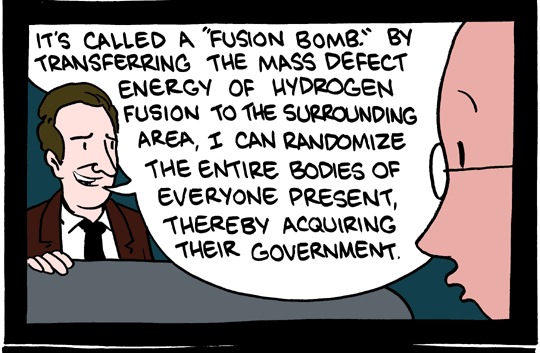 IT'S CALLED A "FUSION BOMB." BY
TRANSFERRING THE MASS DEFECT
ENERGY OF HYDROGEN
FUSION TO THE SURROUNDING
AREA, I CAN RANDOMIZE
THE ENTIRE BODIES OF
EVERYONE PRESENT,
THEREBY ACQUIRING
THEIR GOVERNMENT.